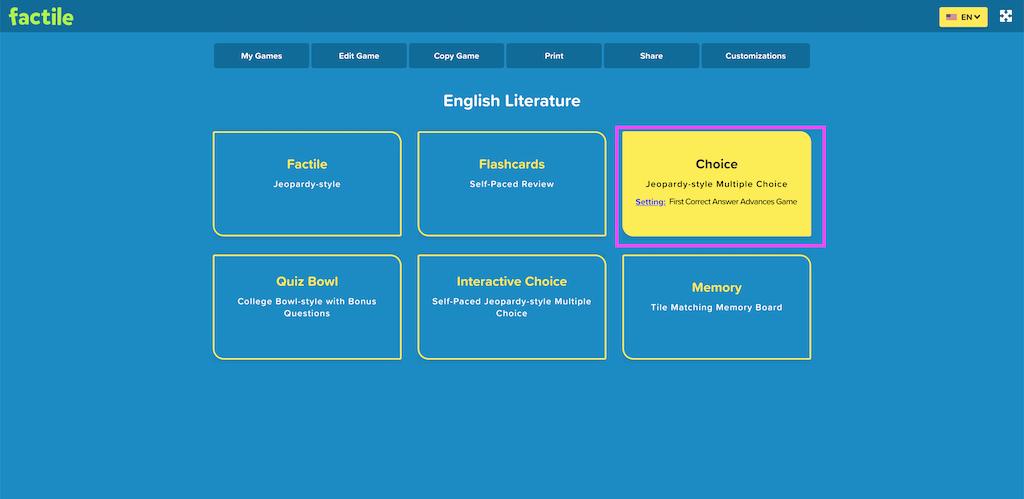 factile
EN
My Games
Edit Game
Copy Game
Print
Share
Customizations
English Literature
Factile
Jeopardy-style
Flashcards
Self-Paced Review
Choice
Jeopardy-style Multiple Choice
Setting: First Correct Answer Advances Game
Quiz Bowl
College Bowl-style with Bonus
Questions
Interactive Choice
Self-Paced Jeopardy-style Multiple
Choice
Memory
Tile Matching Memory Board